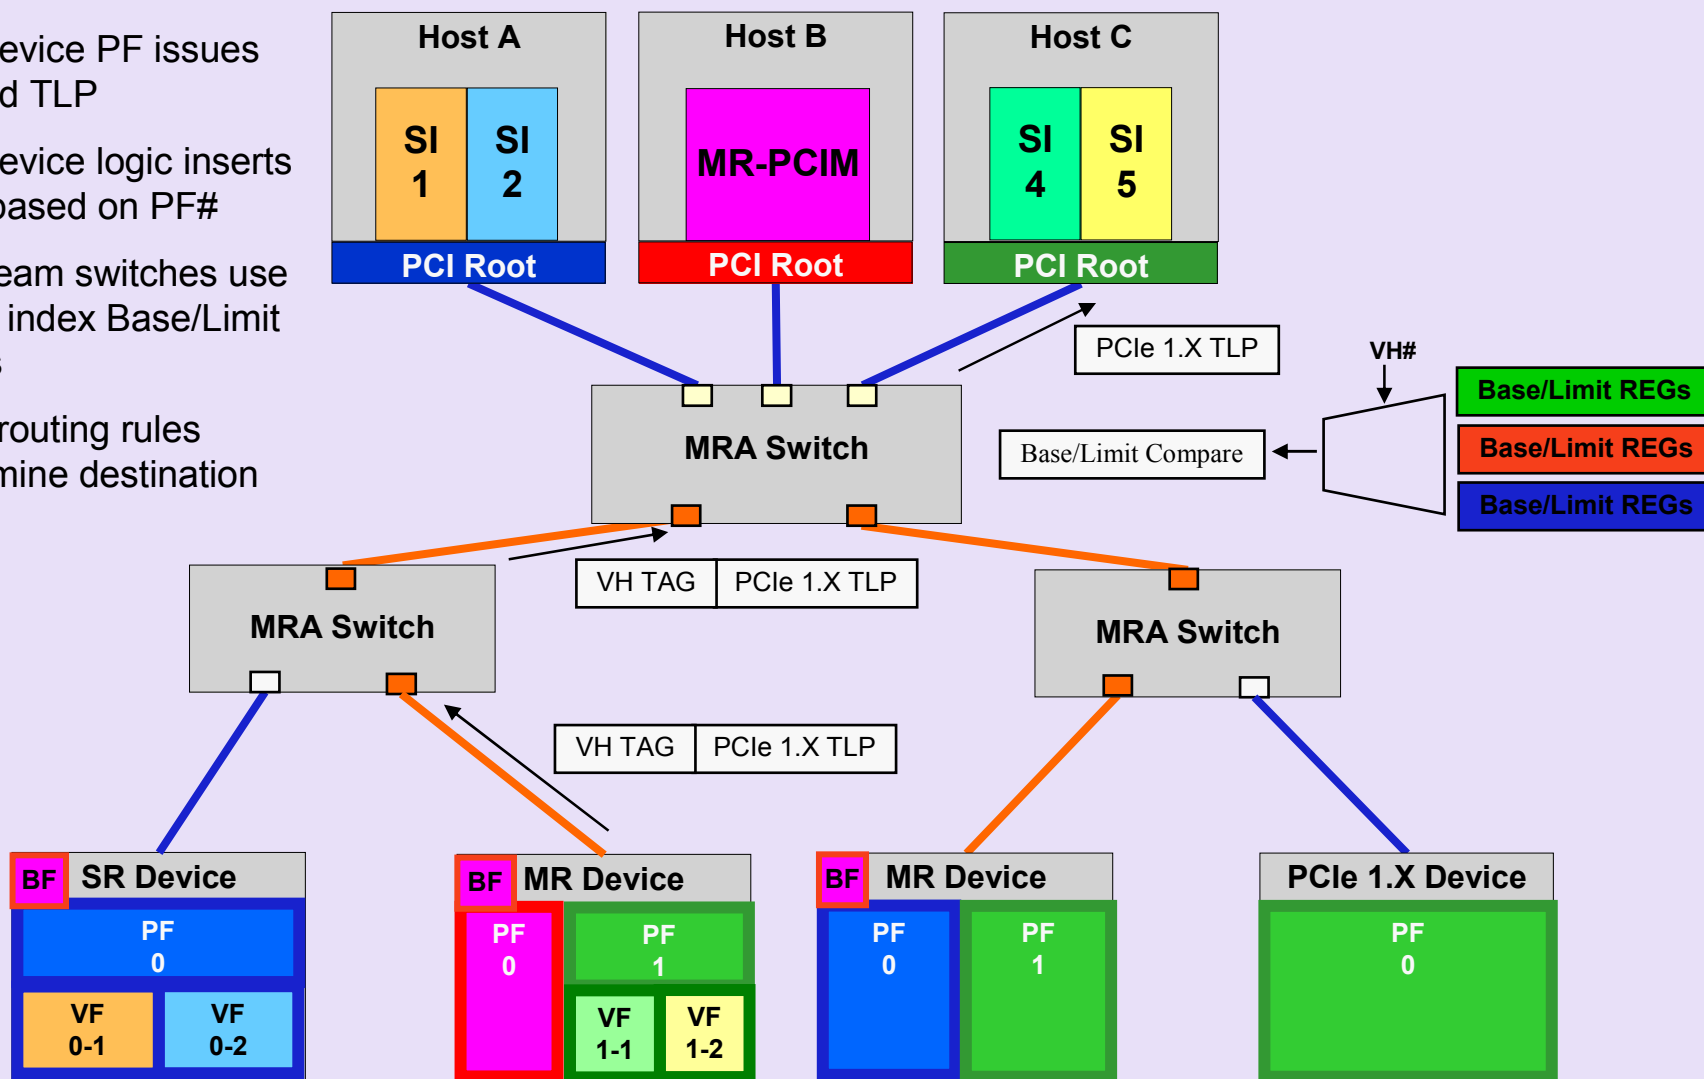 evice PF issues
d TLP
evice logic inserts
based on PF#
eam switches use
index Base/Limit
s
routing rules
mine destination
Host A
SI
1
SI
2
PCI Root
Host B
MR-PCIM
PCI Root
Host C
SI
4
SI
5
PCI Root
PCIe 1.X TLP
VH#
Base/Limit REGs
Base/Limit REGs
Base/Limit REGs
Base/Limit Compare
MRA Switch
VH TAG PCIe 1.X TLP
MRA Switch
MRA Switch
VH TAG PCIe 1.X TLP
BF SR Device
PF
0
VF
0-1
VF
0-2
BF MR Device
PF
0
PF
1
VF
1-1
VF
1-2
BF MR Device
PF
0
PF
1
PCIe 1.X Device
PF
0